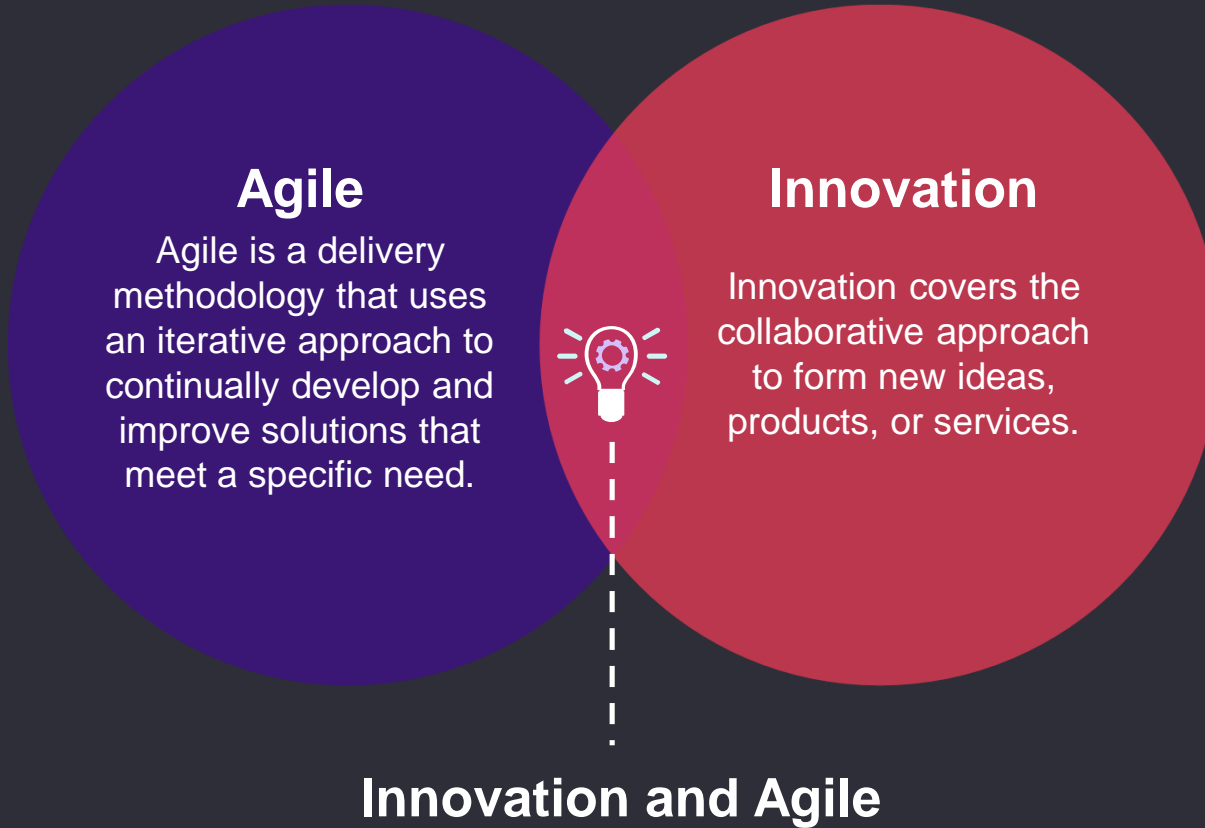 Agile
Agile is a delivery
methodology that uses
an iterative approach to
continually develop and
improve solutions that
meet a specific need.
Innovation
Innovation covers the
collaborative approach
to form new ideas,
products, or services.
Innovation and Agile